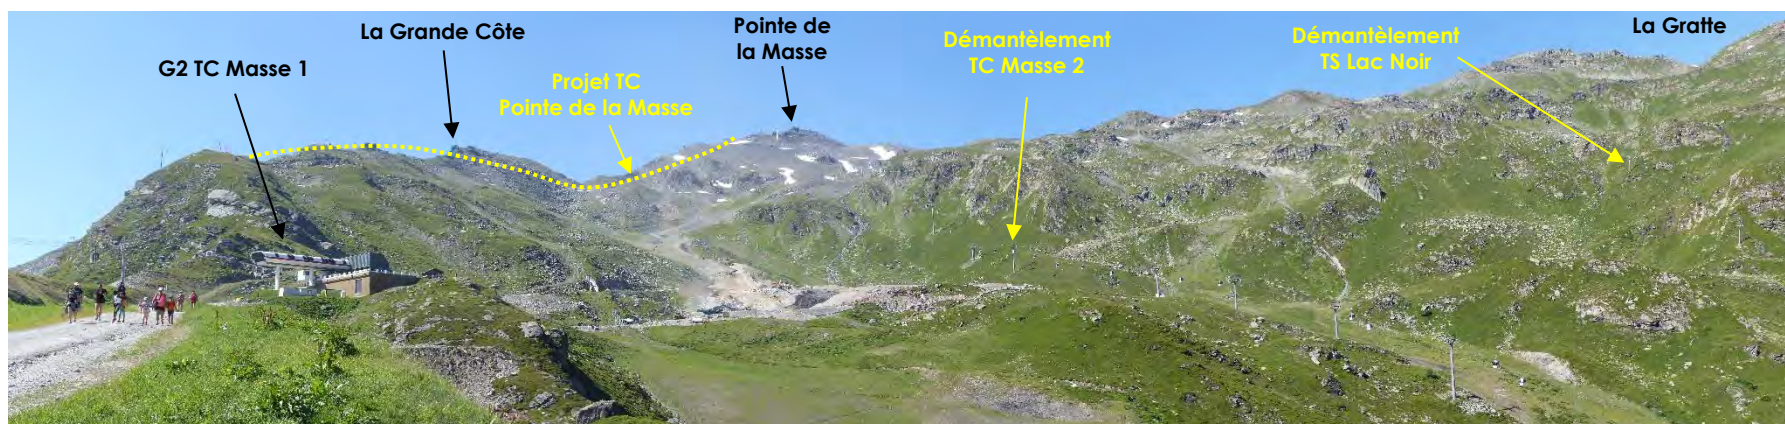 G2 TC Masse 1
La Grande Côte
Projet TC
Pointe de la Masse
Pointe de
la Masse
Démantèlement
TC Masse 2
Démantèlement
TS Lac Noir
La Gratte